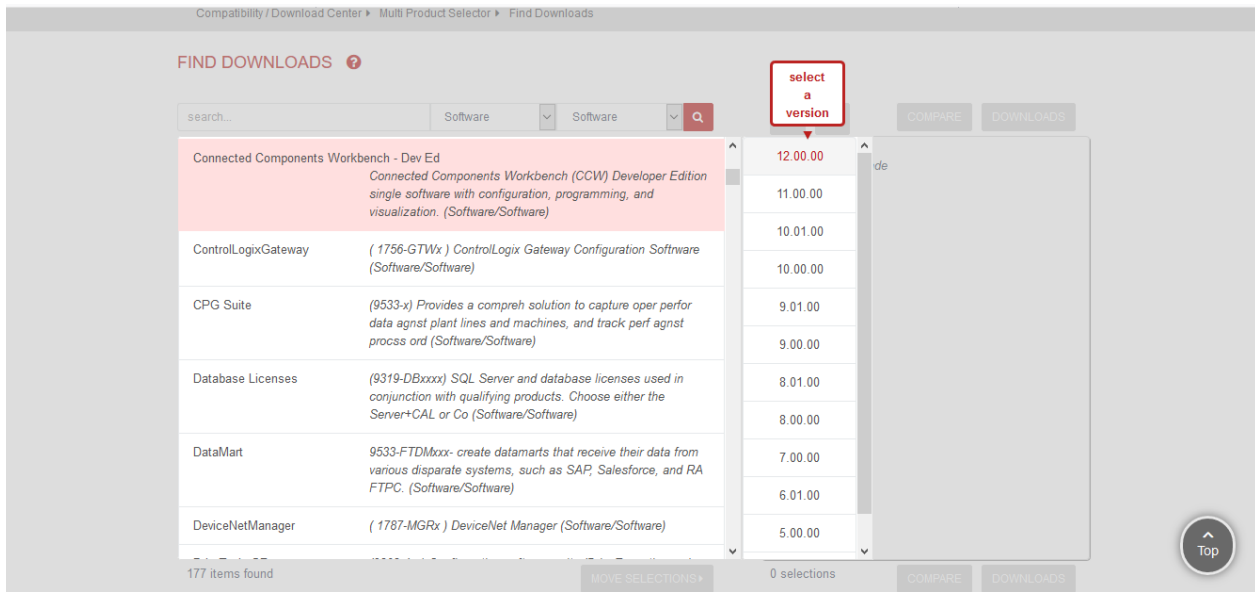 Compatibility / Download Center Multi Product Selector Find Downloads
FIND DOWNLOADS ?
select
a
version
search...
Software
Software
COMPARE
DOWNLOADS
Connected Components Workbench - Dev Ed
Connected Components Workbench (CCW) Developer Edition
single software with configuration, programming, and
visualization. (Software/Software)
ControlLogixGateway
( 1756-GTWx ) ControlLogix Gateway Configuration Softrware
(Software/Software)
CPG Suite
(9533-x) Provides a compreh solution to capture oper perfor
data agnst plant lines and machines, and track perf agnst
procss ord (Software/Software)
Database Licenses
(9319-DBxxxx) SQL Server and database licenses used in
conjunction with qualifying products. Choose either the
Server+CAL or Co (Software/Software)
DataMart
9533-FTDMxxx- create datamarts that receive their data from
various disparate systems, such as SAP, Salesforce, and RA
FTPC. (Software/Software)
DeviceNetManager
( 1787-MGRx ) DeviceNet Manager (Software/Software)
12.00.00
11.00.00
10.01.00
10.00.00
9.01.00
9.00.00
8.01.00
8.00.00
7.00.00
6.01.00
5.00.00
177 items found
MOVE SELECTIONS
0 selections
COMPARE
DOWNLOADS
Top